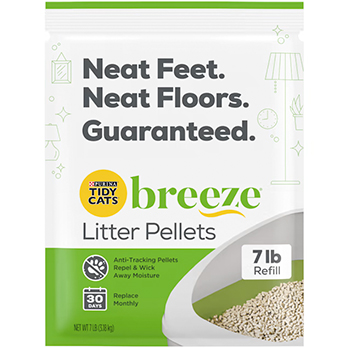 Neat Feet.
Neat Floors.
Guaranteed.
PURINA
TIDY
CATS
breeze
Litter Pellets
Anti-Tracking Pellets
Repel & Wick
Away Moisture
7 lb
Refill
30
DAYS
Replace
Monthly
NET WT 7 LB (3.18 kg)